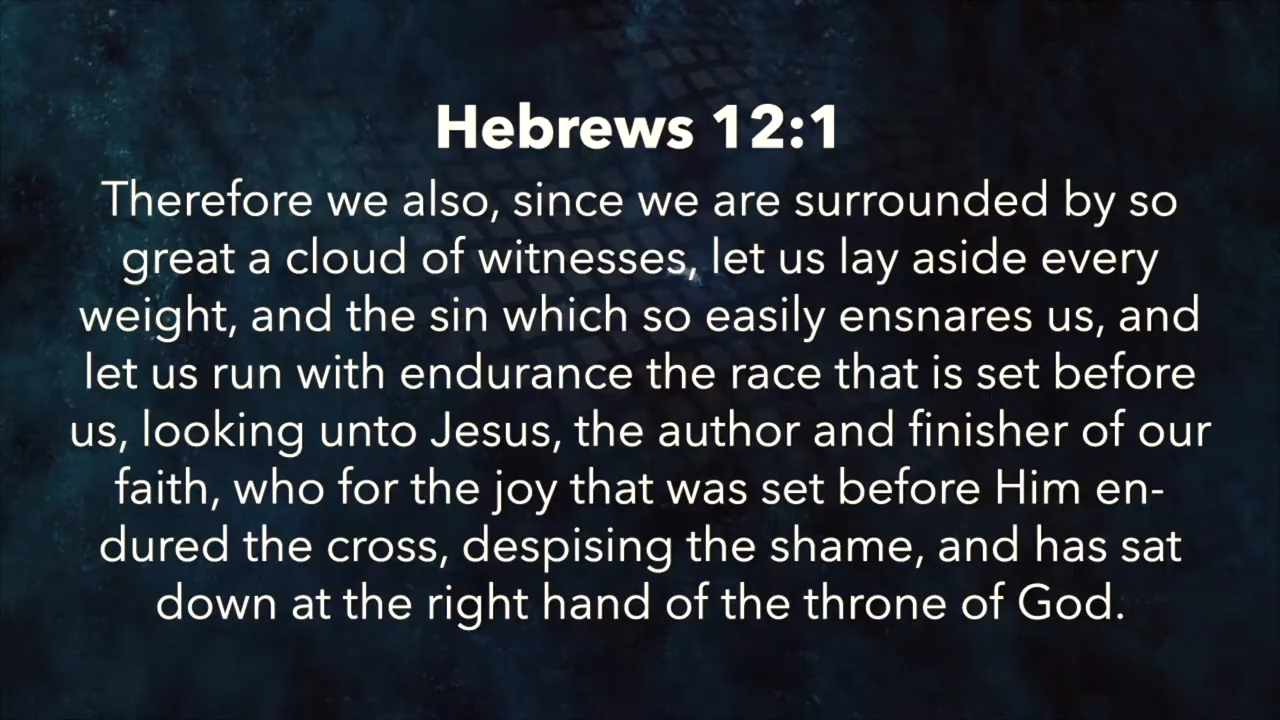 Hebrews 12:1
Therefore we also, since we are surrounded by so
great a cloud of witnesses, let us lay aside every
weight, and the sin which so easily ensnares us, and
let us run with endurance the race that is set before
us, looking unto Jesus, the author and finisher of our
faith, who for the joy that was set before Him en-
dured the cross, despising the shame, and has sat
down at the right hand of the throne of God.